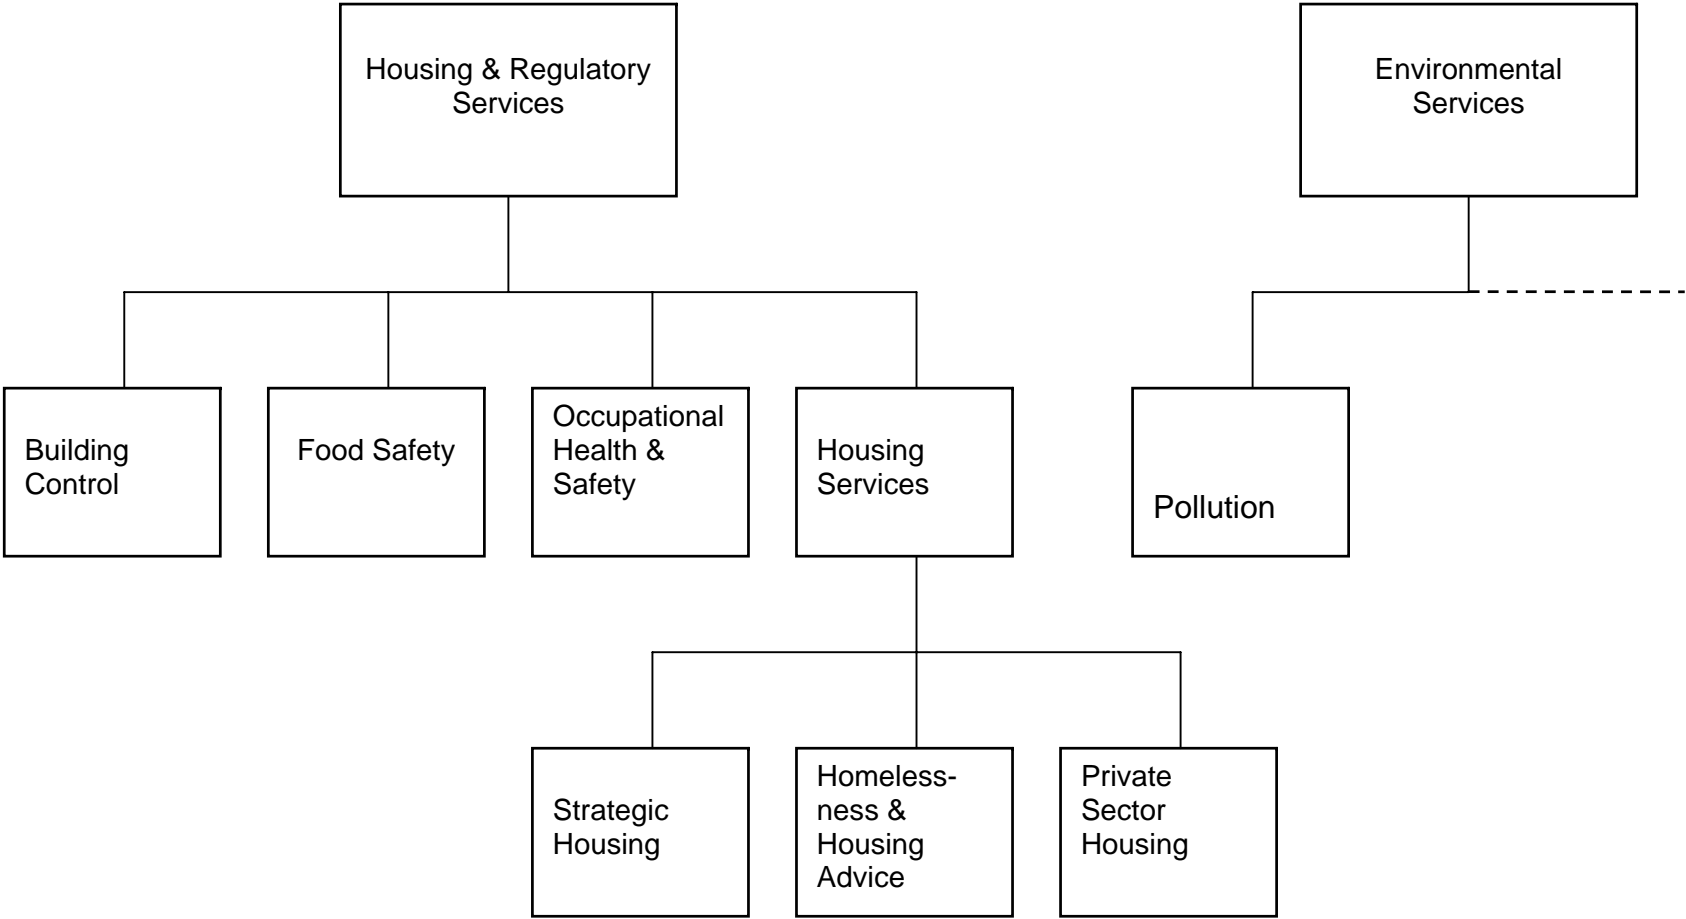 Housing & Regulatory
Services
Environmental
Services
Building
Control
Food Safety
Occupational
Health &
Safety
Housing
Services
Pollution
Strategic
Housing
Homeless-
ness &
Housing
Advice
Private
Sector
Housing